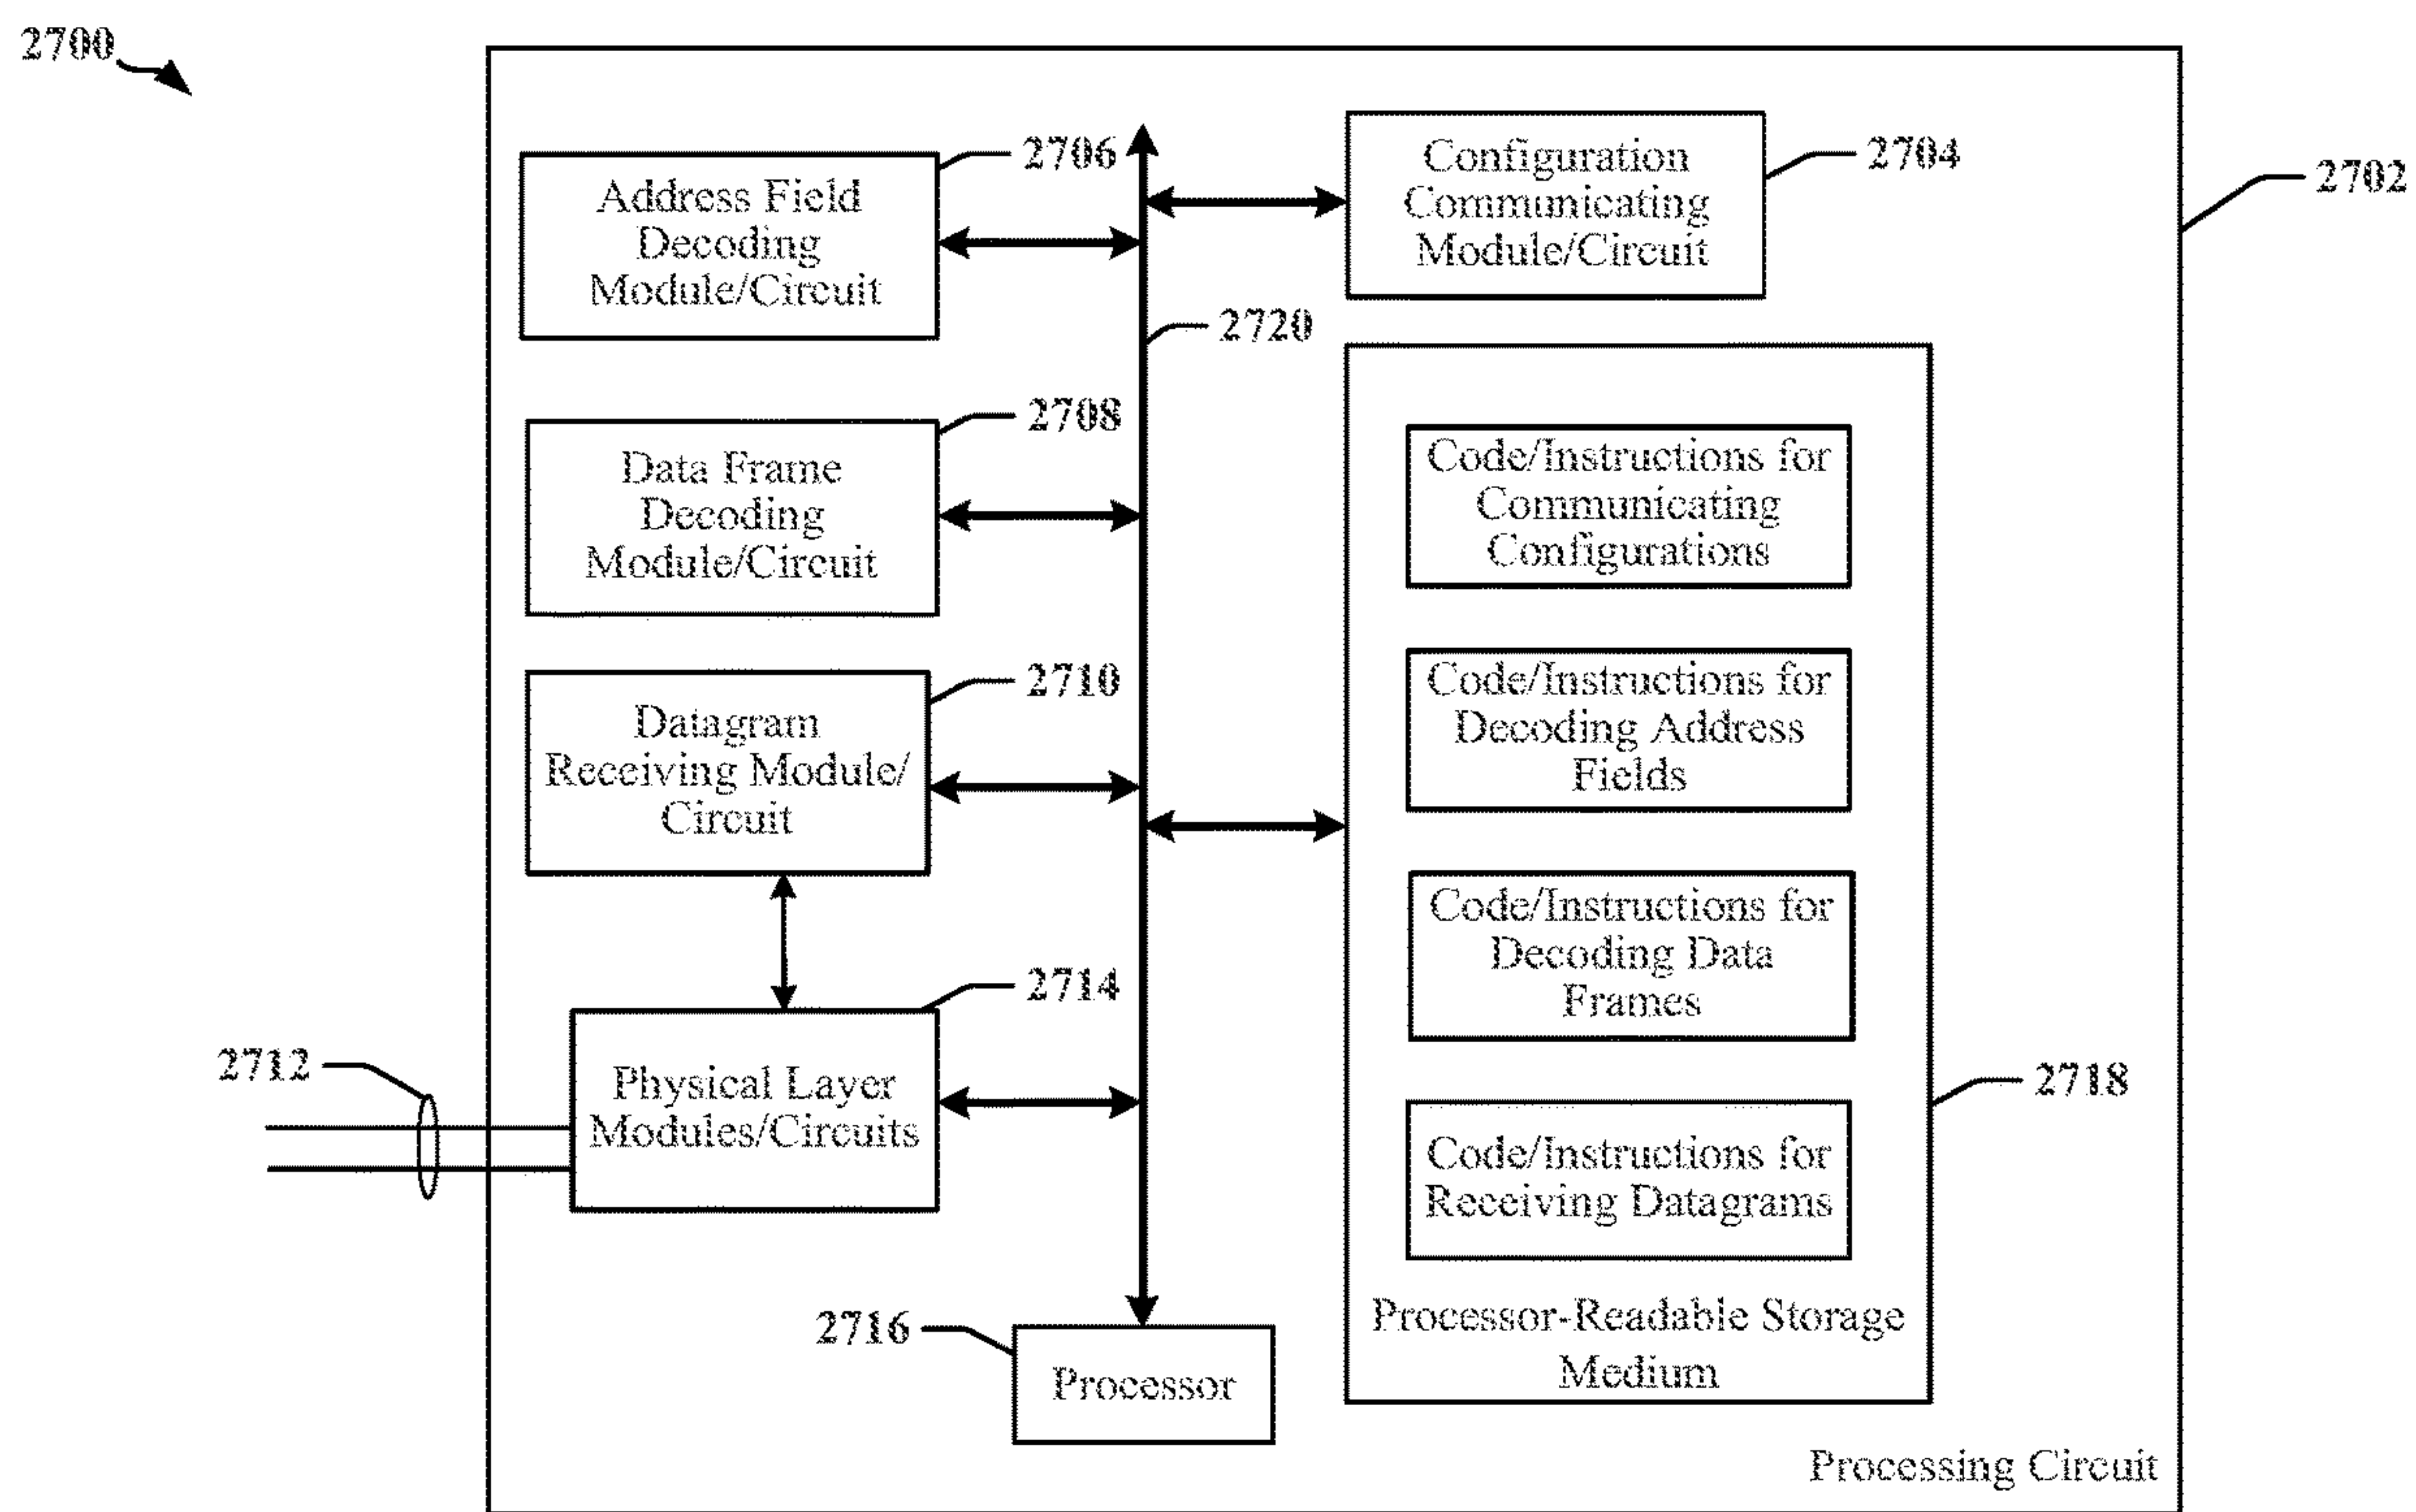 2700
2706
Address Field
Decoding
Module/Circuit
Configuration
Communicating
Module/Circuit
2704
2702
2720
2708
Data Frame
Decoding
Module/Circuit
2710
Datagram
Receiving Module/
Circuit
2714
Physical Layer
Modules/Circuits
2712
2716
Processor
Code/Instructions for
Communicating
Configurations
Code/Instructions for
Decoding Address
Fields
Code/Instructions for
Decoding Data
Frames
Code/Instructions for
Receiving Datagrams
2718
Processor-Readable Storage
Medium
Processing Circuit